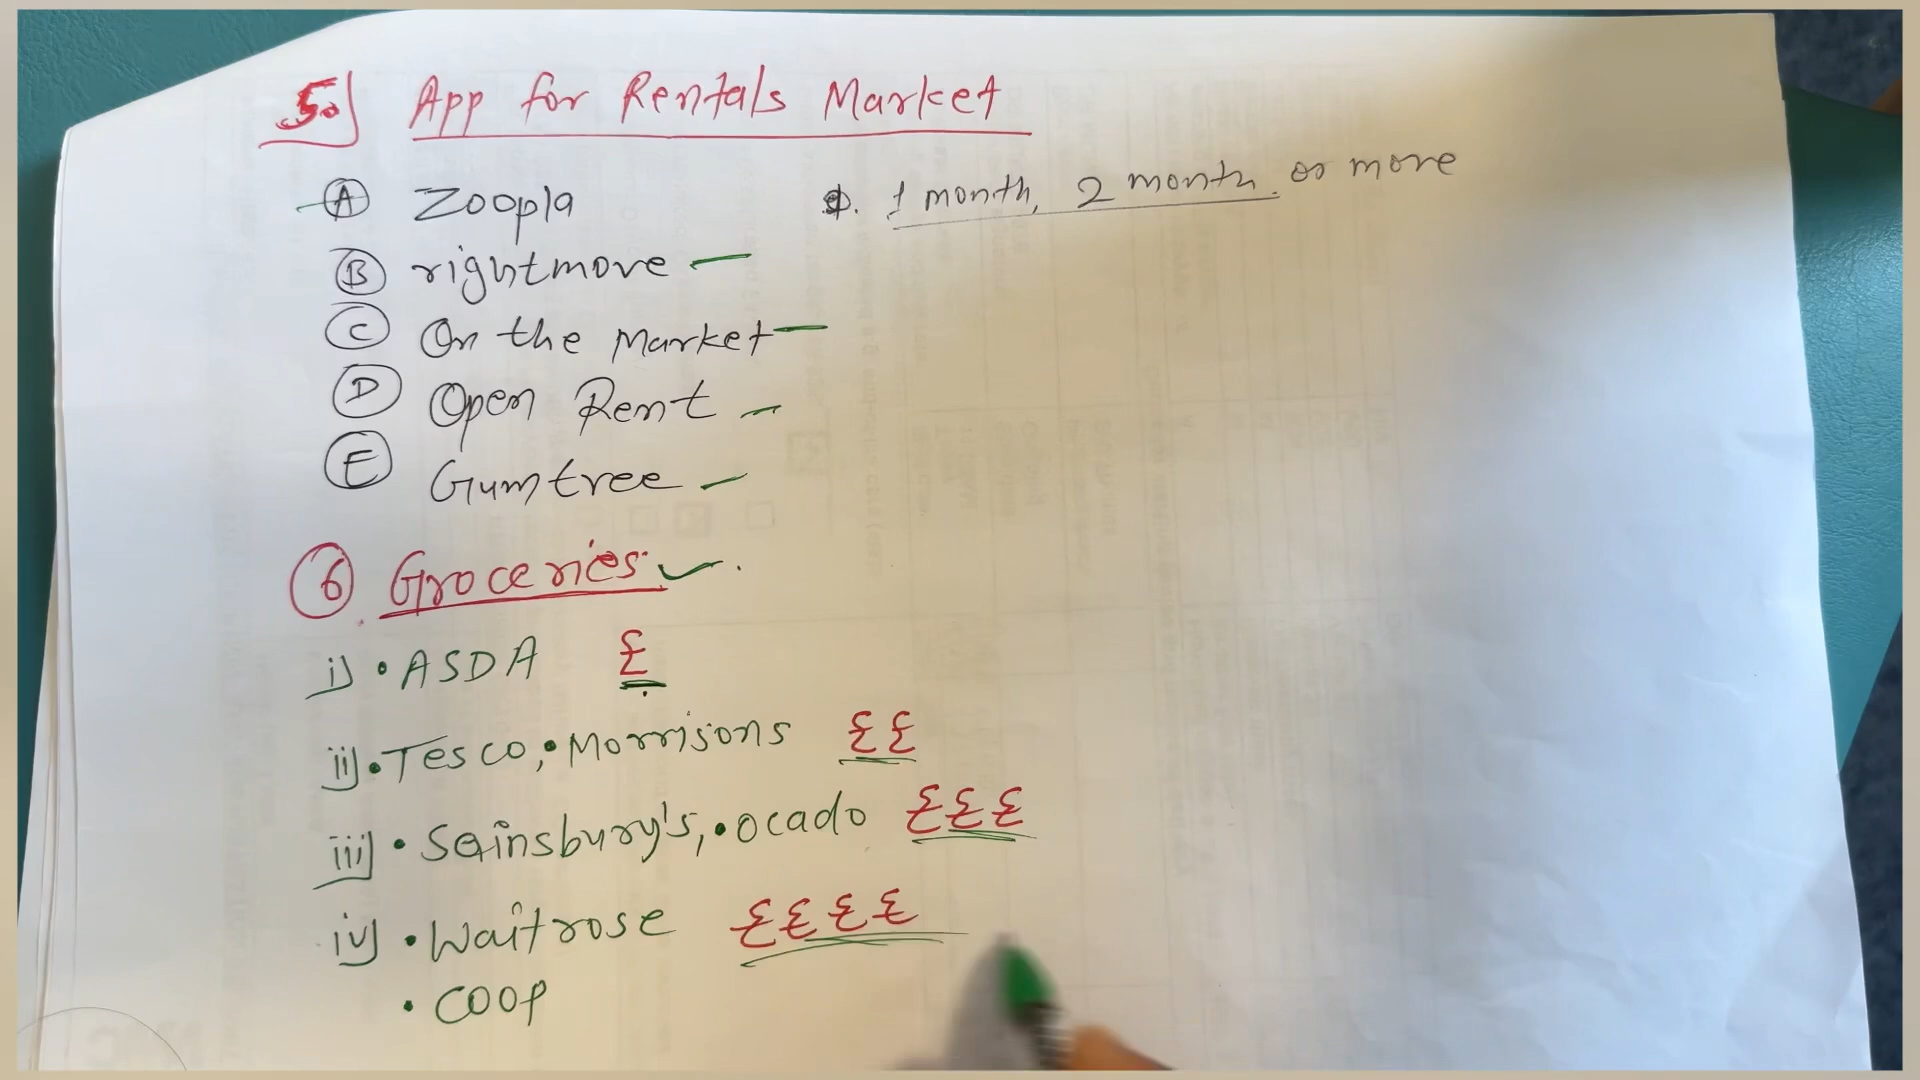 5.) App for Rentals Market
A Zoopla 1 month, 2 month or more
B rightmove
C On the Market
D Open Rent
E Gumtree
6 Groceries
i) • ASDA £
ii) • Tesco, • Morrisons ££
iii) • Sainsbury's, • ocado £££
iv) • Waitrose ££££
• COOP